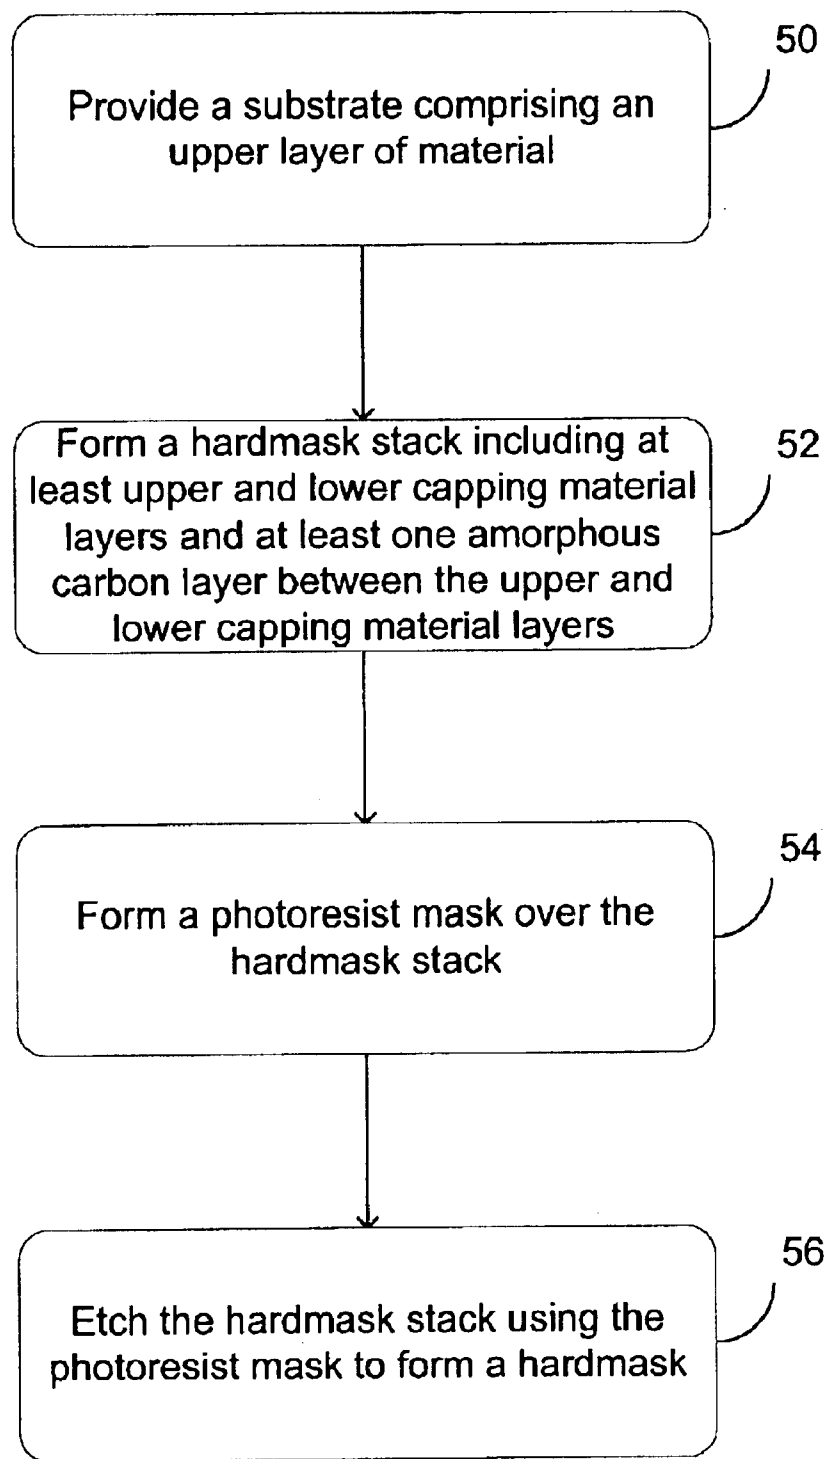 50
Provide a substrate comprising an
upper layer of material
52
Form a hardmask stack including at
least upper and lower capping material
layers and at least one amorphous
carbon layer between the upper and
lower capping material layers
54
Form a photoresist mask over the
hardmask stack
56
Etch the hardmask stack using the
photoresist mask to form a hardmask